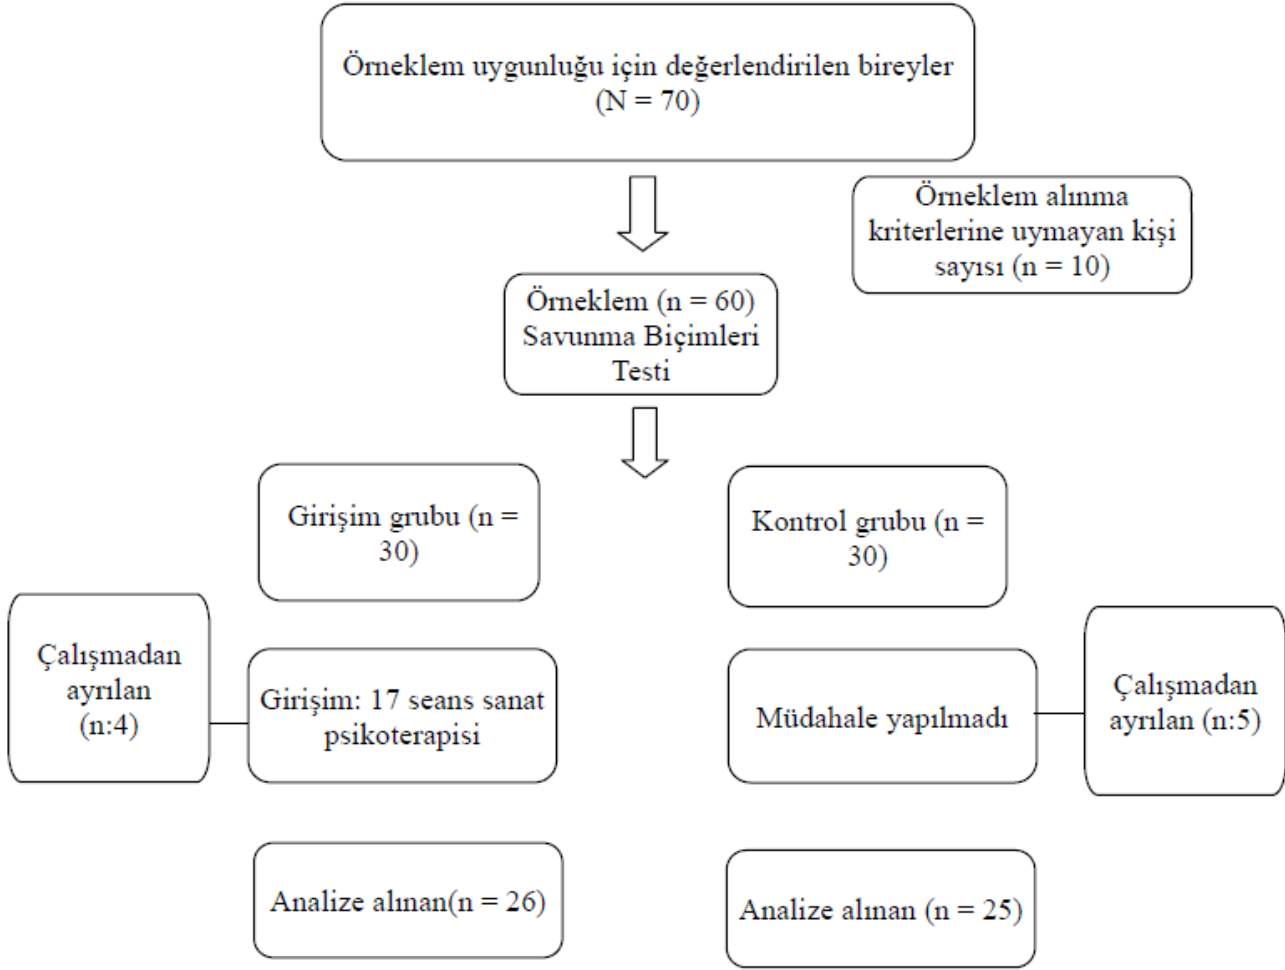 Örneklem uygunluğu için değerlendirilen bireyler
(N = 70)
Örneklem alınma
kriterlerine uymayan kişi
sayısı (n = 10)
Örneklem (n = 60)
Savunma Biçimleri
Testi
Girişim grubu (n =
30)
Kontrol grubu (n =
30)
Çalışmadan
ayrılan
(n:4)
Girişim: 17 seans sanat
psikoterapisi
Müdahale yapılmadı
Çalışmadan
ayrılan (n:5)
Analize alınan(n = 26)
Analize alınan (n = 25)